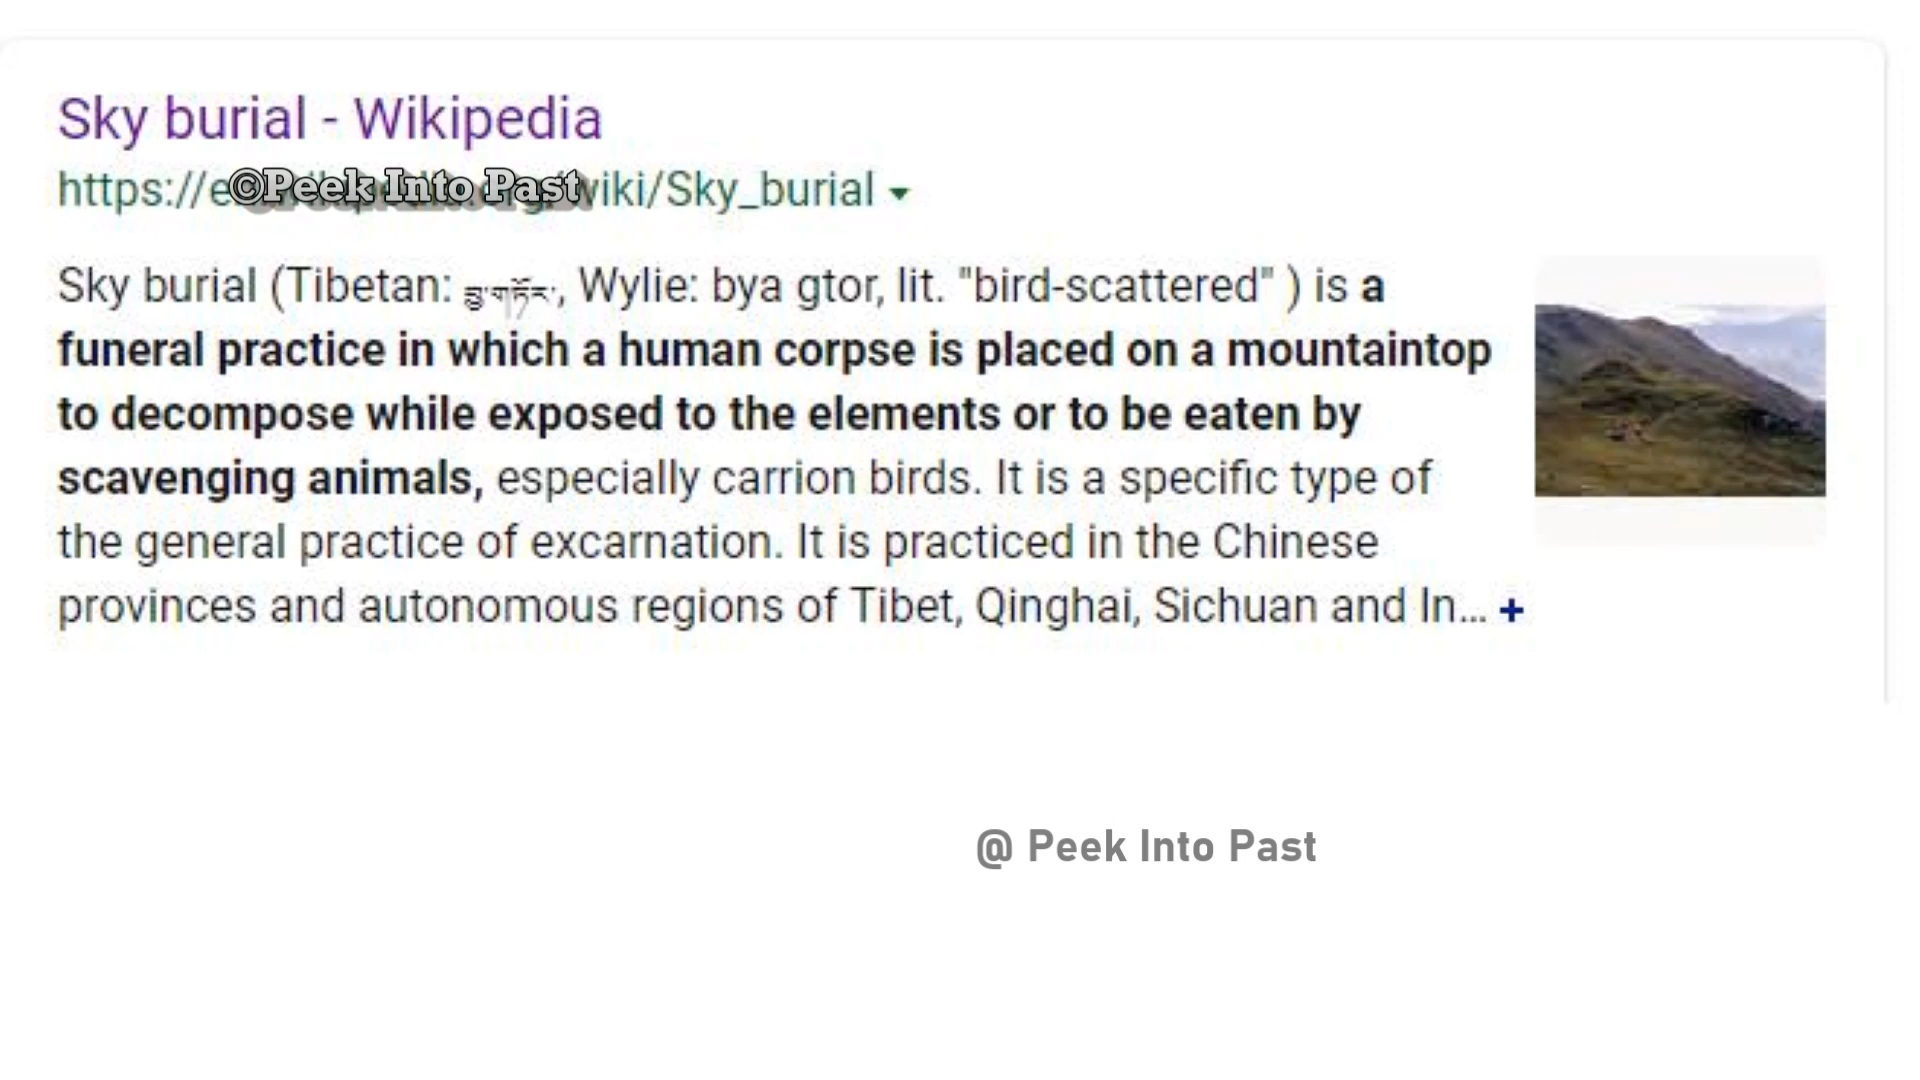 Sky burial - Wikipedia
https://e ©Peek Into Past wiki/Sky_burial
Sky burial (Tibetan: བྱ་གཏོར་, Wylie: bya gtor, lit. "bird-scattered" ) is a
funeral practice in which a human corpse is placed on a mountaintop
to decompose while exposed to the elements or to be eaten by
scavenging animals, especially carrion birds. It is a specific type of
the general practice of excarnation. It is practiced in the Chinese
provinces and autonomous regions of Tibet, Qinghai, Sichuan and In... +
@ Peek Into Past